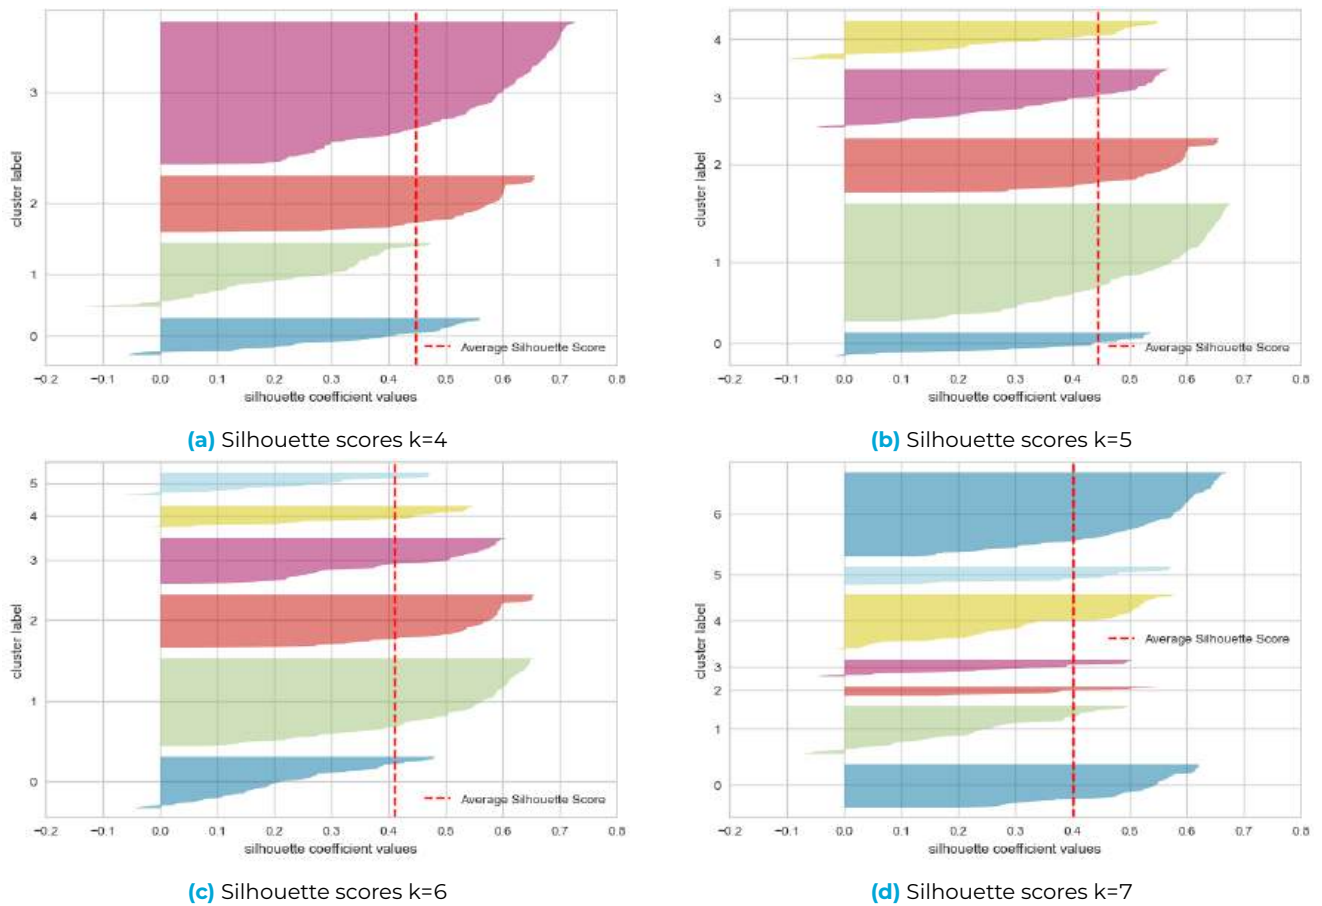 3
2
1
0
cluster label
Average Silhouette Score
−0.2 −0.1 0.0 0.1 0.2 0.3 0.4 0.5 0.6 0.7 0.8
silhouette coefficient values
(a) Silhouette scores k=4
4
3
2
1
0
cluster label
Average Silhouette Score
−0.2 −0.1 0.0 0.1 0.2 0.3 0.4 0.5 0.6 0.7 0.8
silhouette coefficient values
(b) Silhouette scores k=5
5
4
3
2
1
0
cluster label
Average Silhouette Score
−0.2 −0.1 0.0 0.1 0.2 0.3 0.4 0.5 0.6 0.7 0.8
silhouette coefficient values
(c) Silhouette scores k=6
6
5
4
3
2
1
0
cluster label
Average Silhouette Score
−0.2 −0.1 0.0 0.1 0.2 0.3 0.4 0.5 0.6 0.7 0.8
silhouette coefficient values
(d) Silhouette scores k=7